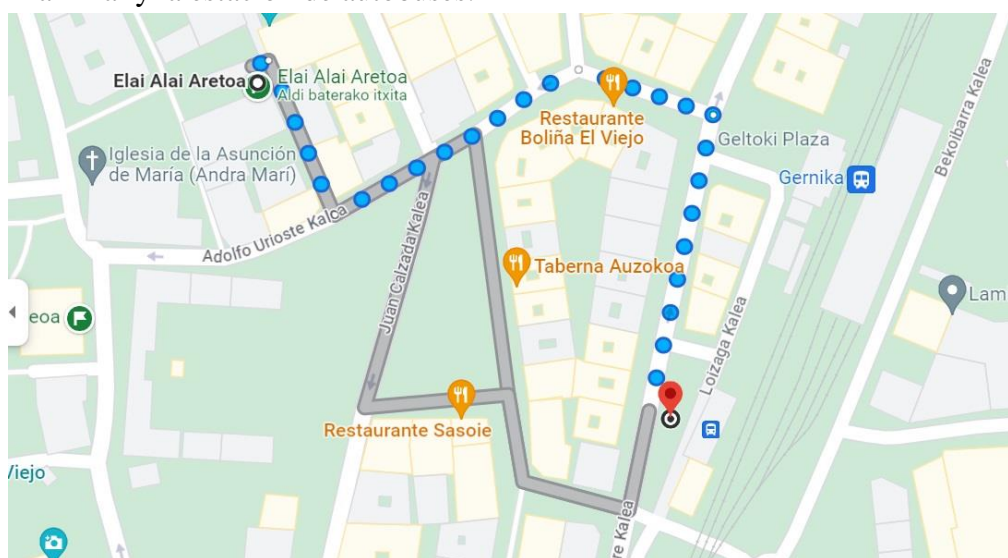 Elai Alai Aretoa
Elai Alai Aretoa
Aldi baterako itxita
Iglesia de la Asunción
de María (Andra Marí)
Adolfo Urioste Kalea
Juan Calzada Kalea
Restaurante
Boliña El Viejo
Geltoki Plaza
Gernika
Bekoibarra Kalea
Taberna Auzokoa
Loizaga Kalea
Lam
eoa
Restaurante Sasoie
Viejo
re Kalea